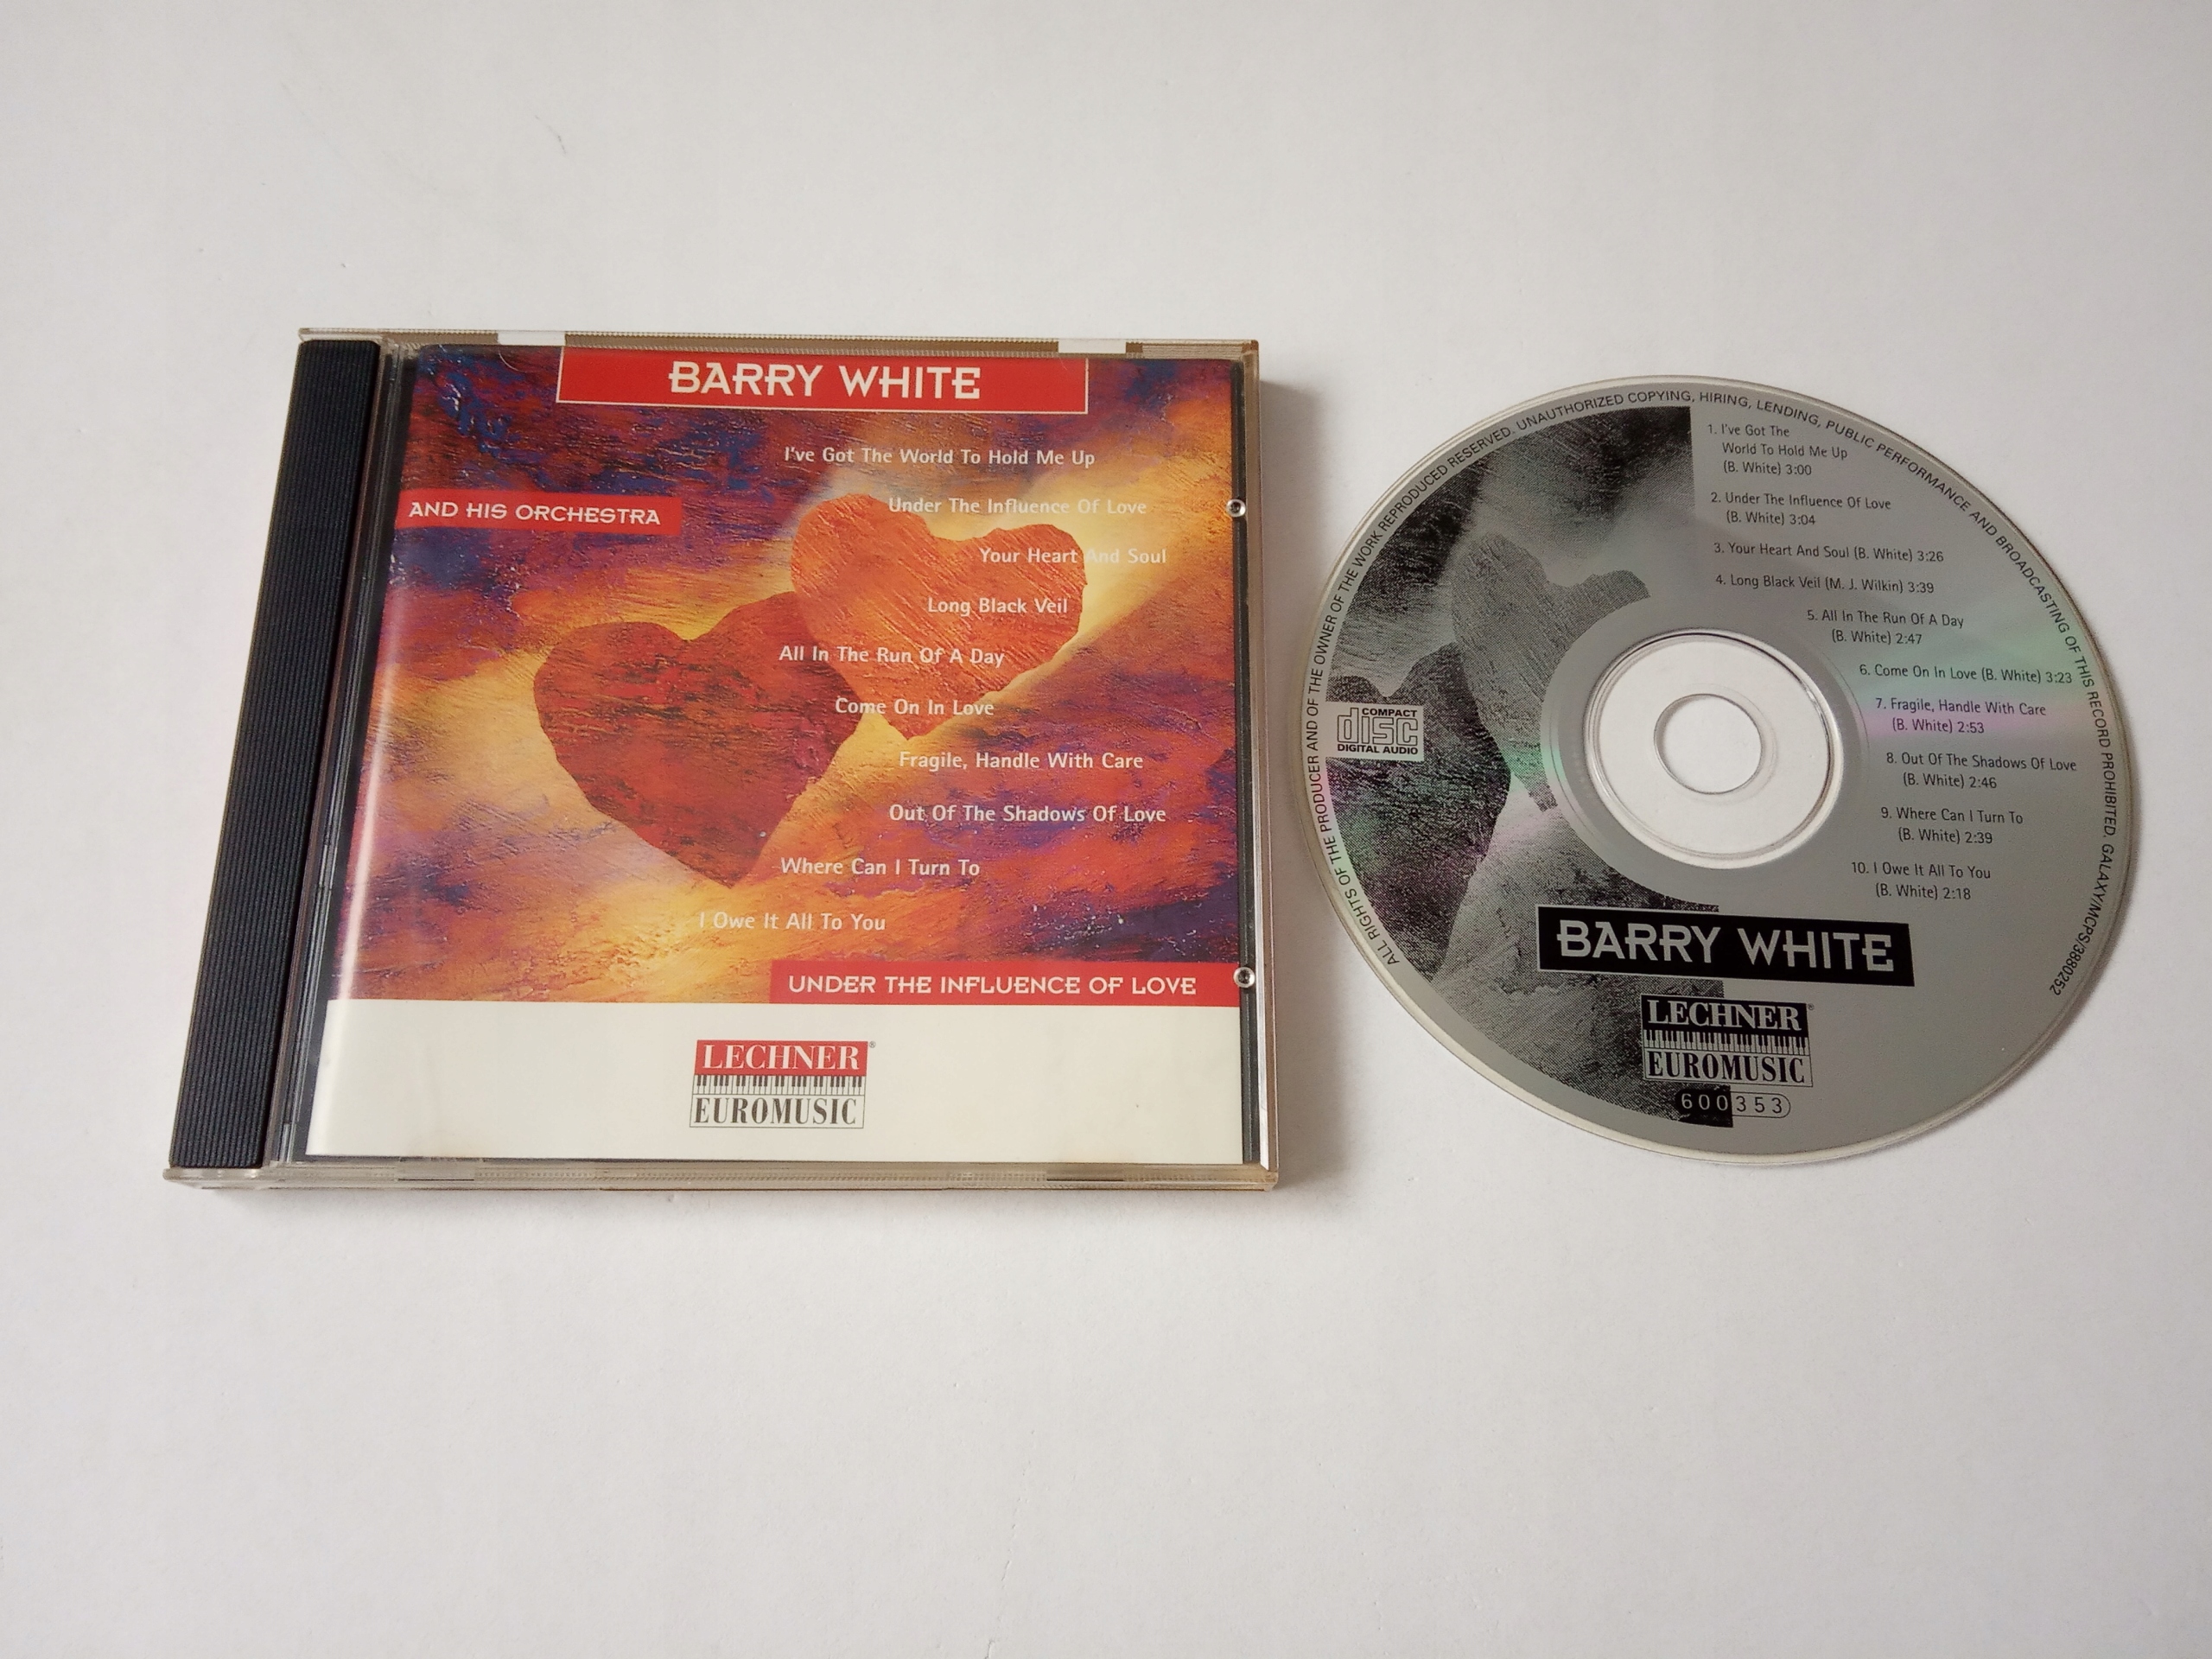 BARRY WHITE
I've Got The World To Hold Me Up
AND HIS ORCHESTRA
Under The Influence Of Love
Your Heart And Soul
Long Black Veil
All In The Run Of A Day
Come On In Love
Fragile, Handle With Care
Out Of The Shadows Of Love
Where Can I Turn To
I Owe It All To You
UNDER THE INFLUENCE OF LOVE
LECHNER®
EUROMUSIC
ALL RIGHTS OF THE PRODUCER AND OF THE OWNER OF THE WORK REPRODUCED RESERVED. UNAUTHORIZED COPYING, HIRING, LENDING, PUBLIC PERFORMANCE AND BROADCASTING OF THIS RECORD PROHIBITED. GALAXY/MCPS/3880252
1. I've Got The
World To Hold Me Up
(B. White) 3:00
2. Under The Influence Of Love
(B. White) 3:04
3. Your Heart And Soul (B. White) 3:26
4. Long Black Veil (M. J. Wilkin) 3:39
5. All In The Run Of A Day
(B. White) 2:47
6. Come On In Love (B. White) 3:23
7. Fragile, Handle With Care
(B. White) 2:53
8. Out Of The Shadows Of Love
(B. White) 2:46
9. Where Can I Turn To
(B. White) 2:39
10. I Owe It All To You
(B. White) 2:18
COMPACT
disc
DIGITAL AUDIO
BARRY WHITE
LECHNER®
EUROMUSIC
600353